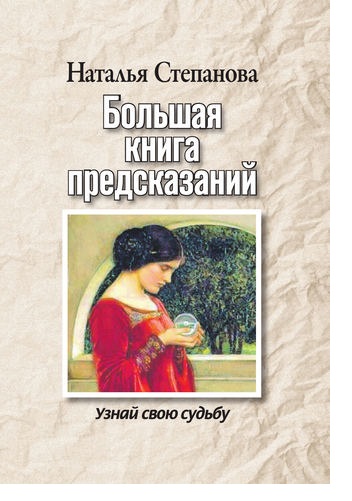 Наталья Степанова
Большая
книга
предсказаний
Узнай свою судьбу